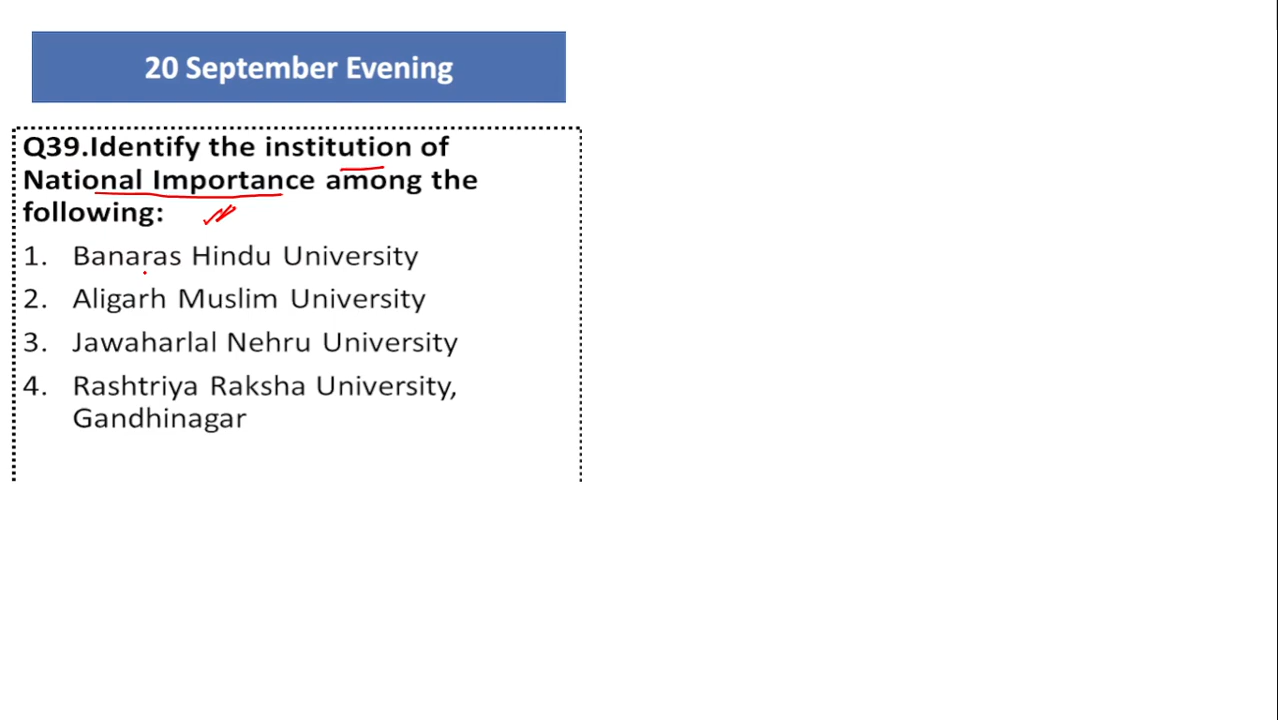 20 September Evening
Q39.Identify the institution of
National Importance among the
following:
1. Banaras Hindu University
2. Aligarh Muslim University
3. Jawaharlal Nehru University
4. Rashtriya Raksha University,
Gandhinagar